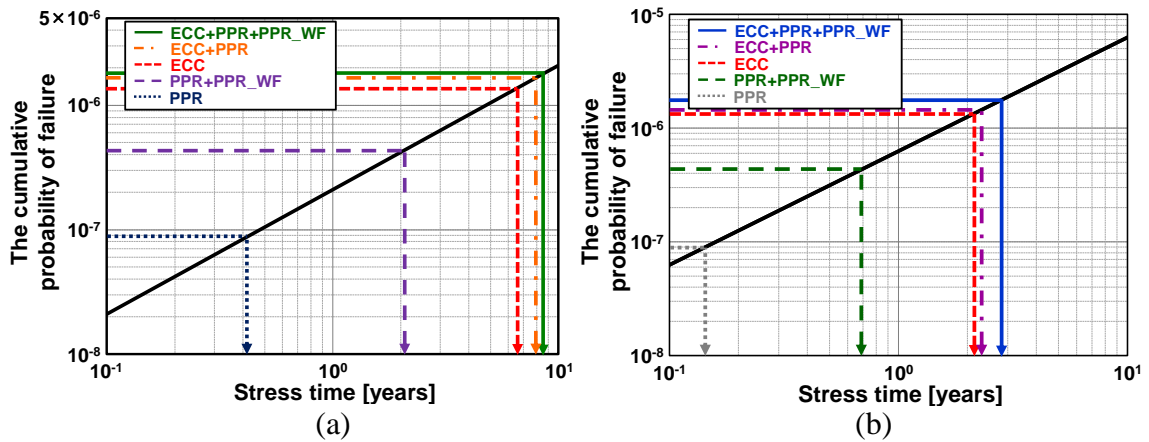 The cumulative
probability of failure
5×10⁻⁶
10⁻⁶
10⁻⁷
10⁻⁸
ECC+PPR+PPR_WF
ECC+PPR
ECC
PPR+PPR_WF
PPR
10⁻¹
10⁰
10¹
Stress time [years]
(a)
The cumulative
probability of failure
10⁻⁵
10⁻⁶
10⁻⁷
10⁻⁸
ECC+PPR+PPR_WF
ECC+PPR
ECC
PPR+PPR_WF
PPR
10⁻¹
10⁰
10¹
Stress time [years]
(b)